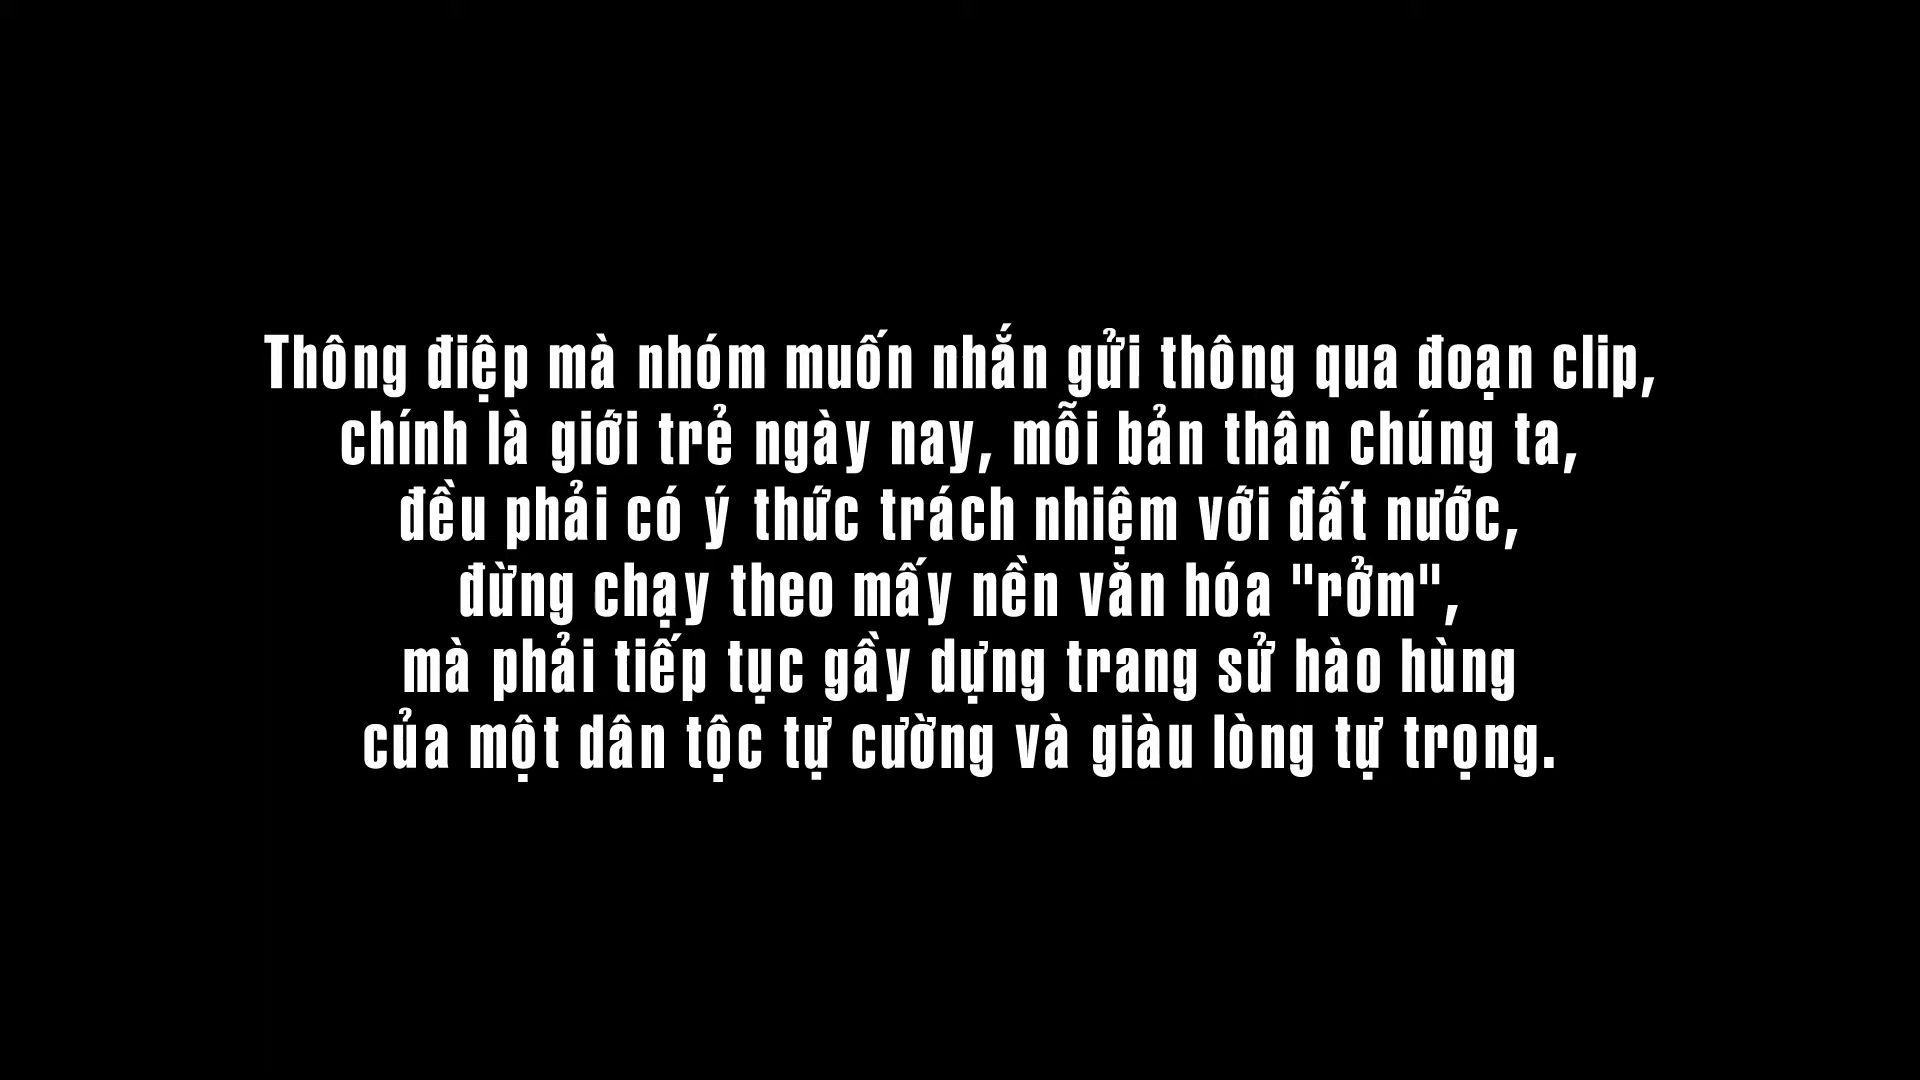 Thông điệp mà nhóm muốn nhắn gửi thông qua đoạn clip,
chính là giới trẻ ngày nay, mỗi bản thân chúng ta,
đều phải có ý thức trách nhiệm với đất nước,
đừng chạy theo mấy nền văn hóa "rởm",
mà phải tiếp tục gầy dựng trang sử hào hùng
của một dân tộc tự cường và giàu lòng tự trọng.